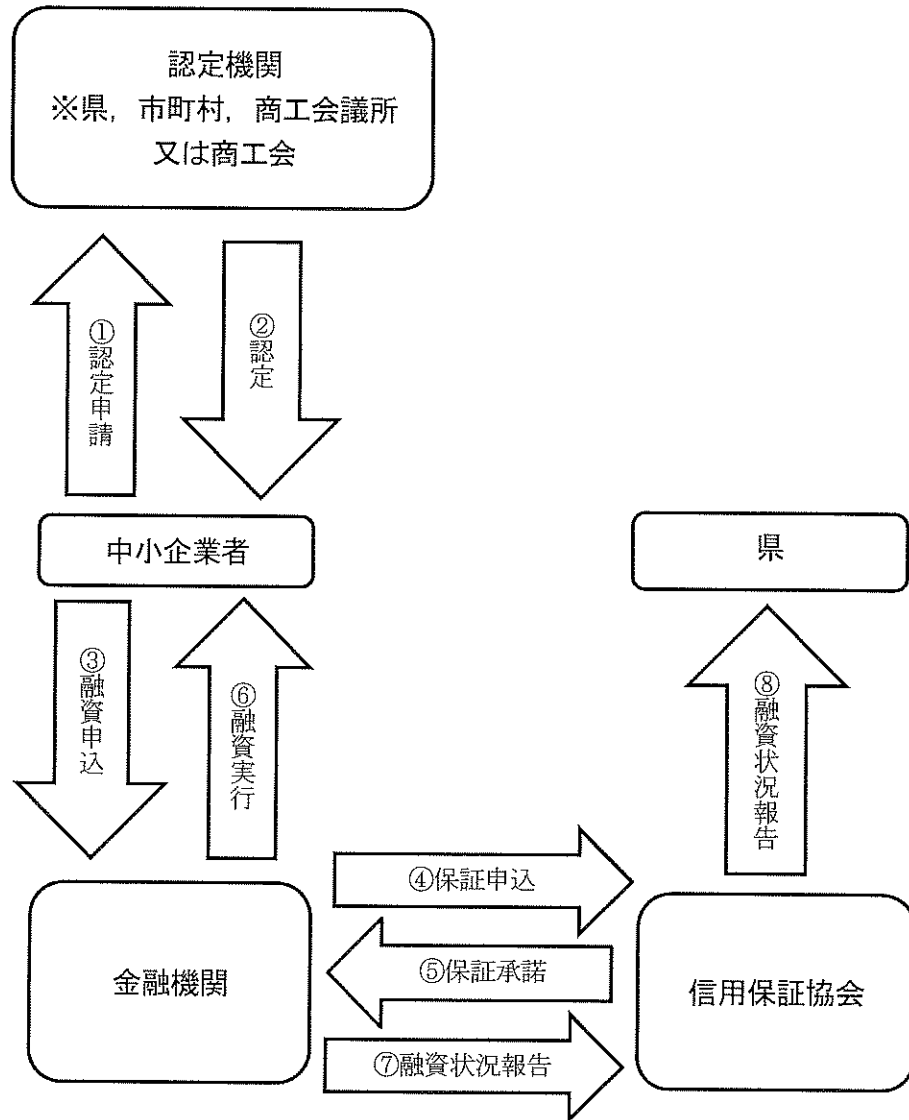 認定機関
※県，市町村，商工会議所
又は商工会
①認定申請
②認定
中小企業者
県
③融資申込
⑥融資実行
⑧融資状況報告
④保証申込
⑤保証承諾
⑦融資状況報告
金融機関
信用保証協会